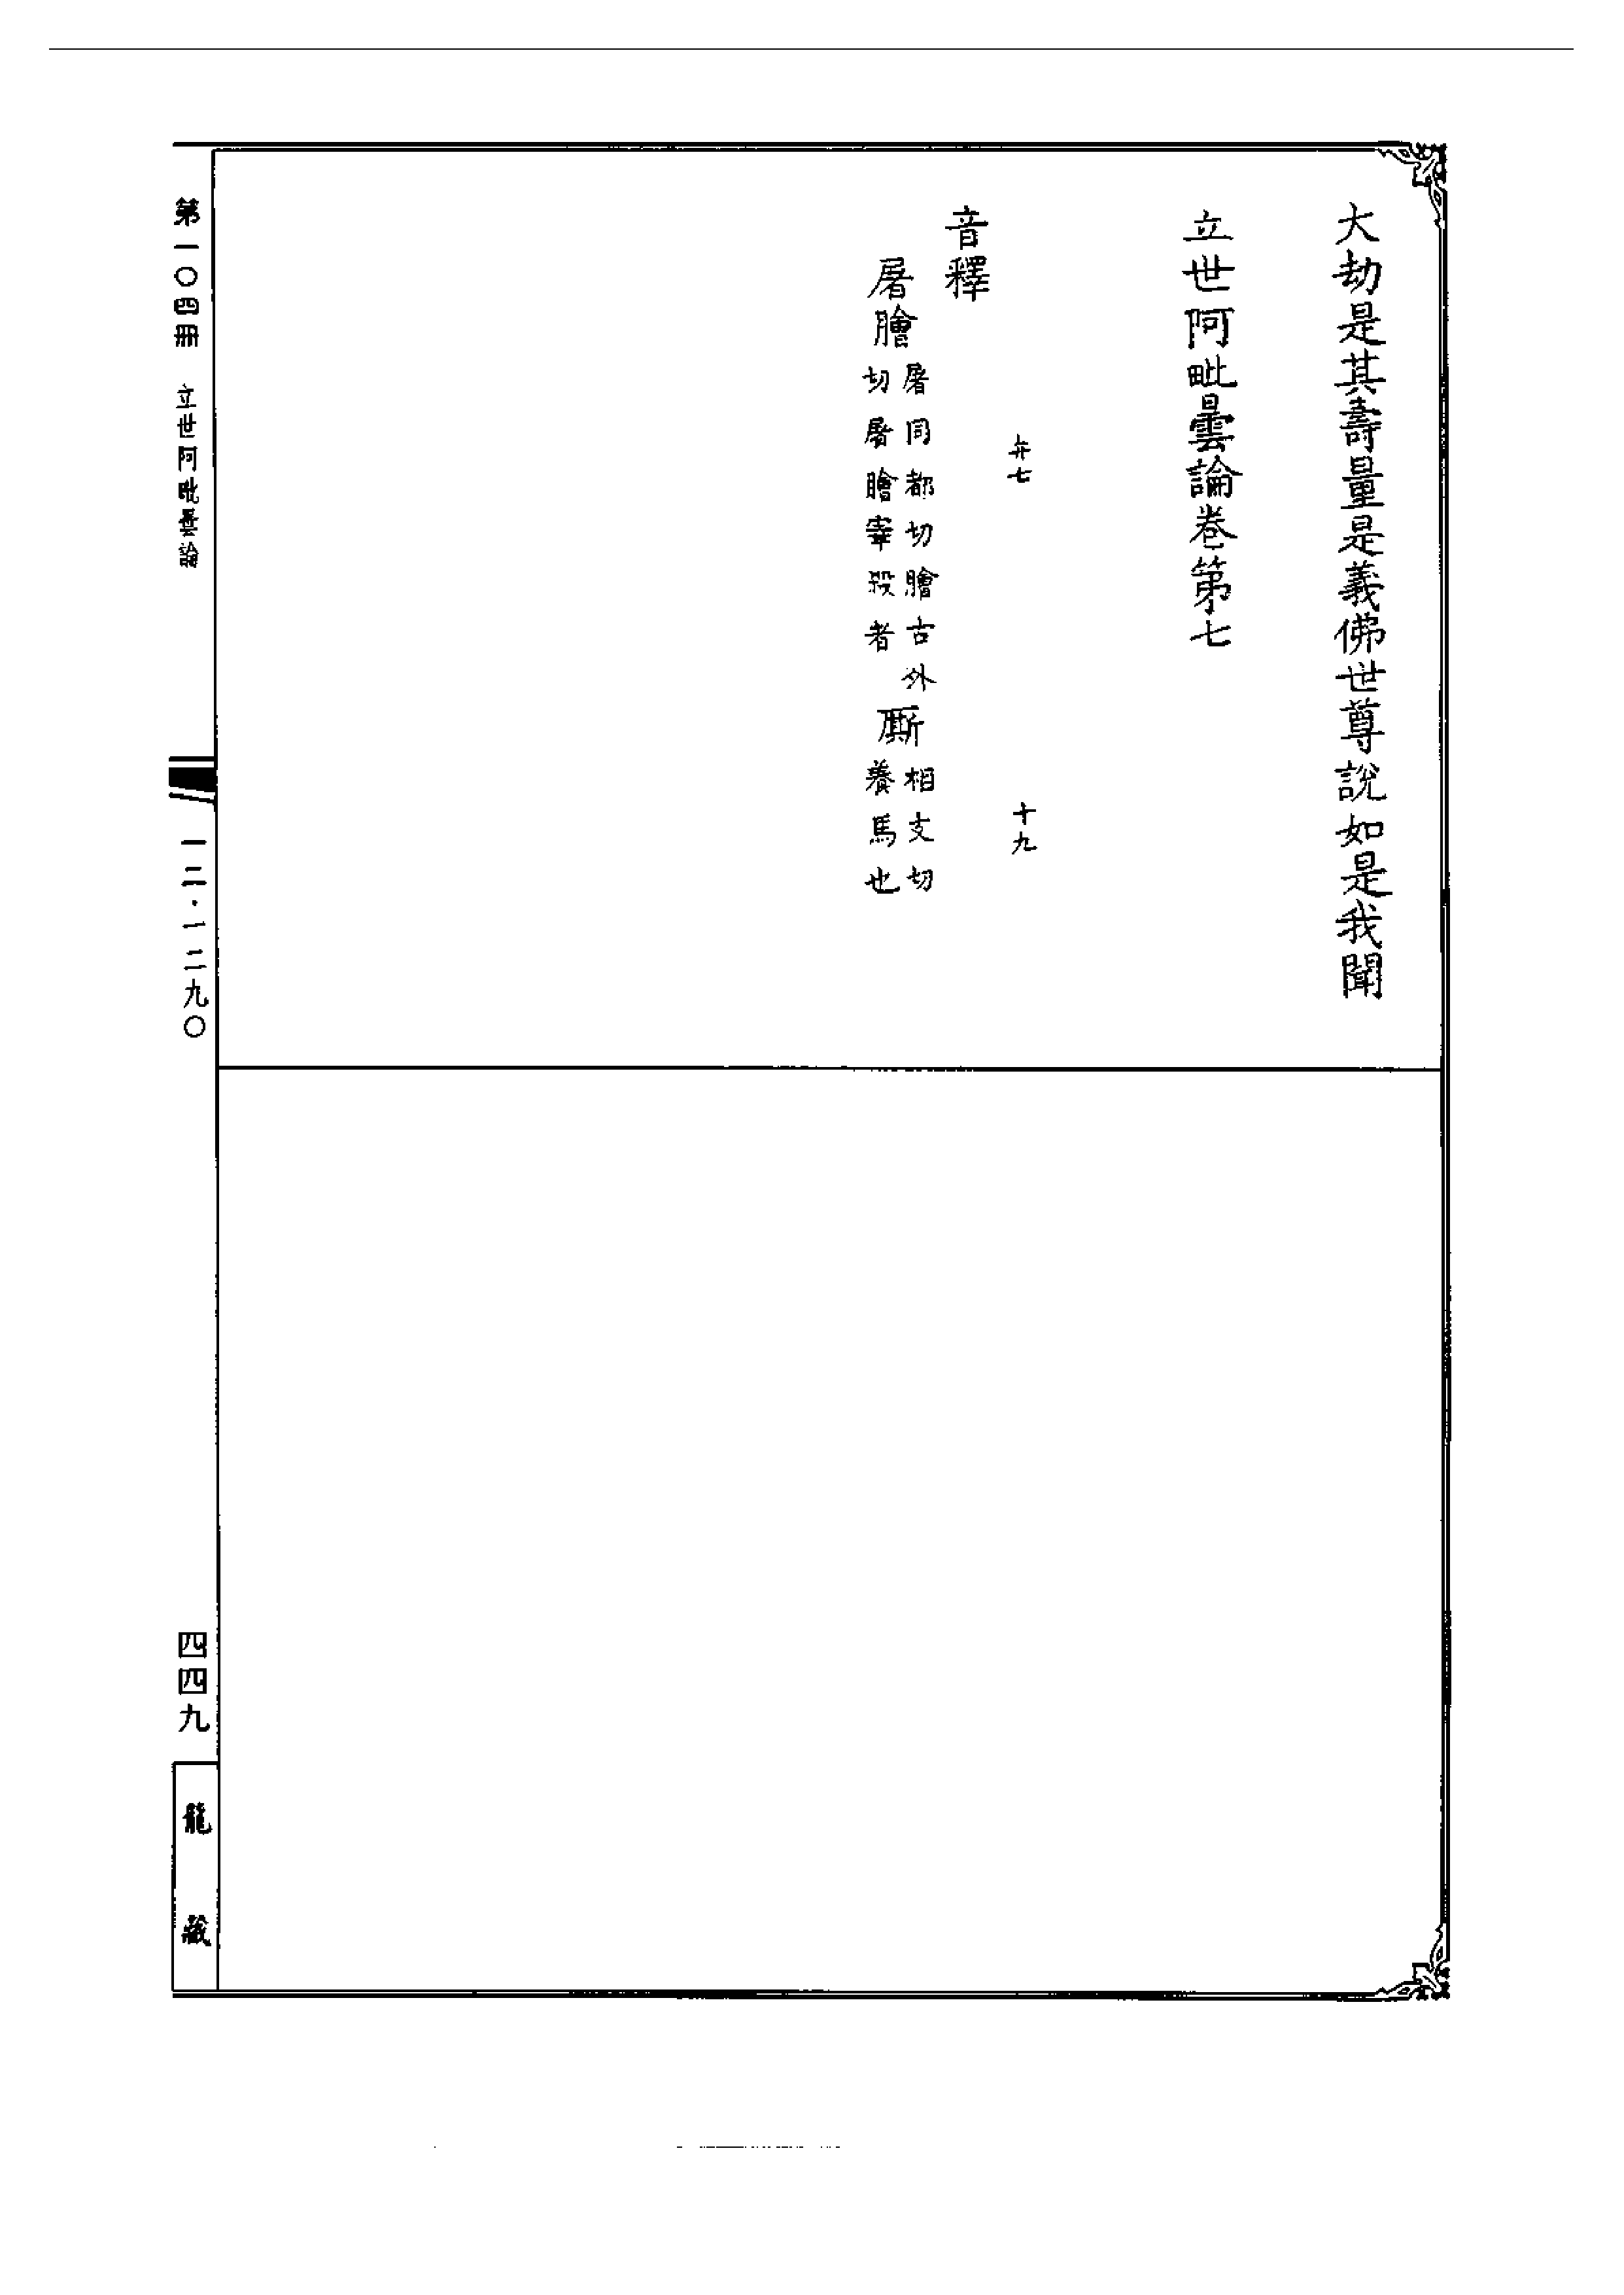 大劫是其壽量是義佛世尊說如是我聞
立世阿毗曇論卷第七
弁七
十九
音釋
屠膾
屠同都切膾古外
切屠膾宰殺者
厮
相支切
養馬也
第一〇四冊 立世阿毗曇論
一二·一二九〇
四四九
龍藏